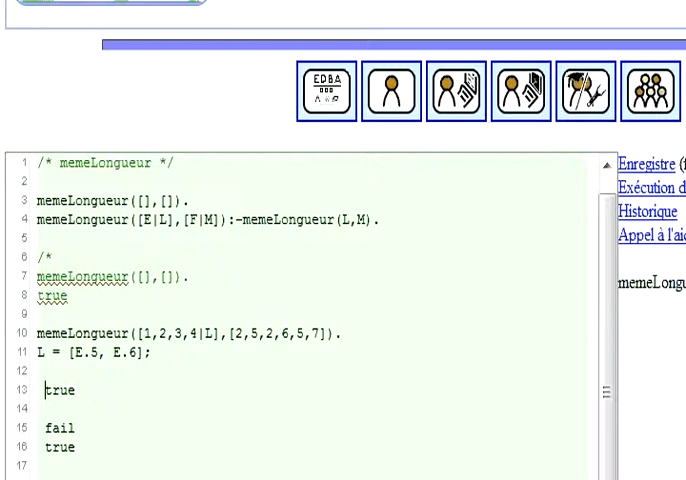 EDBA
1 /* memeLongueur */
2
3 memeLongueur([],[]).
4 memeLongueur([E|L],[F|M]):-memeLongueur(L,M).
5
6 /*
7 memeLongueur([],[]).
8 true
9
10 memeLongueur([1,2,3,4|L],[2,5,2,6,5,7]).
11 L = [E.5, E.6];
12
13 true
14
15 fail
16 true
17
Enregistre (f
Exécution d
Historique
Appel à l'aid
memeLongu